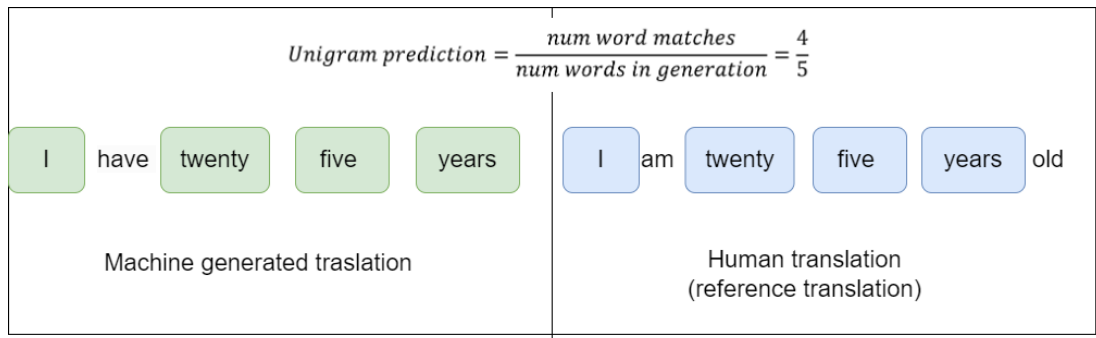 Unigram prediction = num word matches / num words in generation = 4 / 5
I have twenty five years
I am twenty five years old
Machine generated traslation
Human translation
(reference translation)